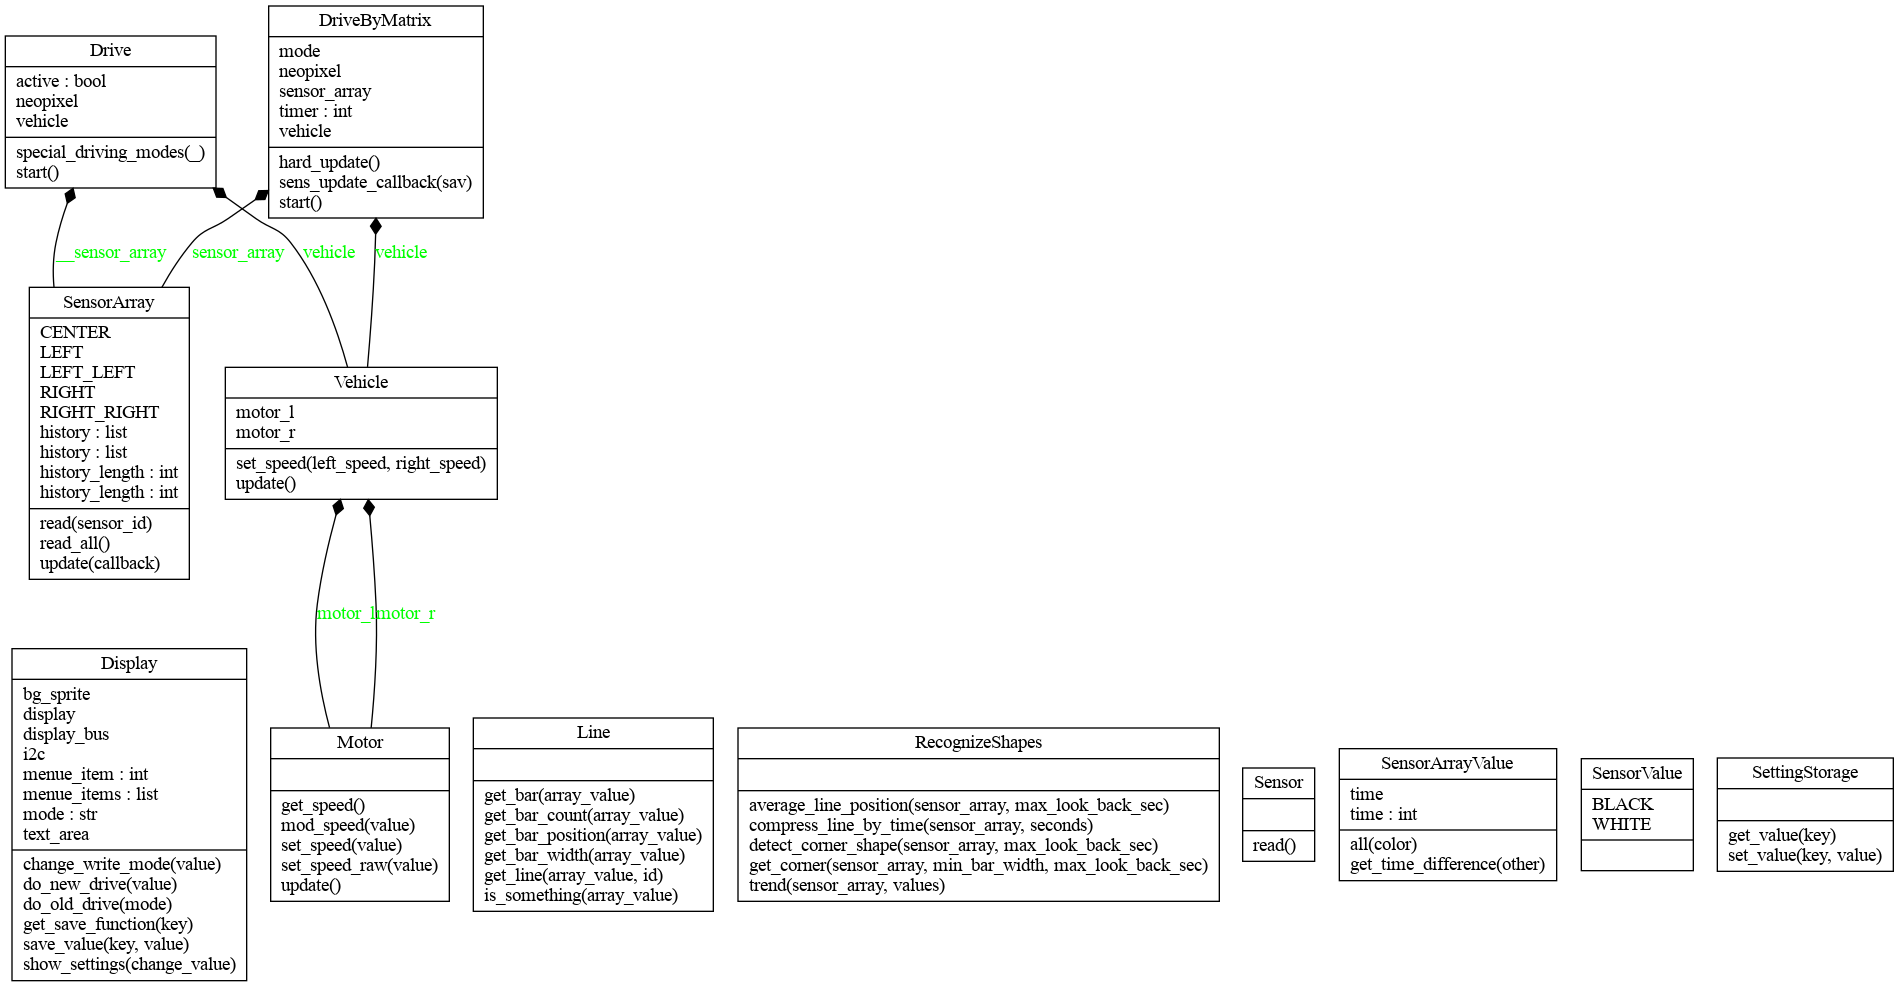 DriveByMatrix
mode
neopixel
sensor_array
timer : int
vehicle
hard_update()
sens_update_callback(sav)
start()
Drive
active : bool
neopixel
vehicle
special_driving_modes(_)
start()
__sensor_array
sensor_array
vehicle
vehicle
SensorArray
CENTER
LEFT
LEFT_LEFT
RIGHT
RIGHT_RIGHT
history : list
history : list
history_length : int
history_length : int
read(sensor_id)
read_all()
update(callback)
Vehicle
motor_l
motor_r
set_speed(left_speed, right_speed)
update()
motor_l
motor_r
Display
bg_sprite
display
display_bus
i2c
menue_item : int
menue_items : list
mode : str
text_area
change_write_mode(value)
do_new_drive(value)
do_old_drive(mode)
get_save_function(key)
save_value(key, value)
show_settings(change_value)
Motor
get_speed()
mod_speed(value)
set_speed(value)
set_speed_raw(value)
update()
Line
get_bar(array_value)
get_bar_count(array_value)
get_bar_position(array_value)
get_bar_width(array_value)
get_line(array_value, id)
is_something(array_value)
RecognizeShapes
average_line_position(sensor_array, max_look_back_sec)
compress_line_by_time(sensor_array, seconds)
detect_corner_shape(sensor_array, max_look_back_sec)
get_corner(sensor_array, min_bar_width, max_look_back_sec)
trend(sensor_array, values)
Sensor
read()
SensorArrayValue
time
time : int
all(color)
get_time_difference(other)
SensorValue
BLACK
WHITE
SettingStorage
get_value(key)
set_value(key, value)